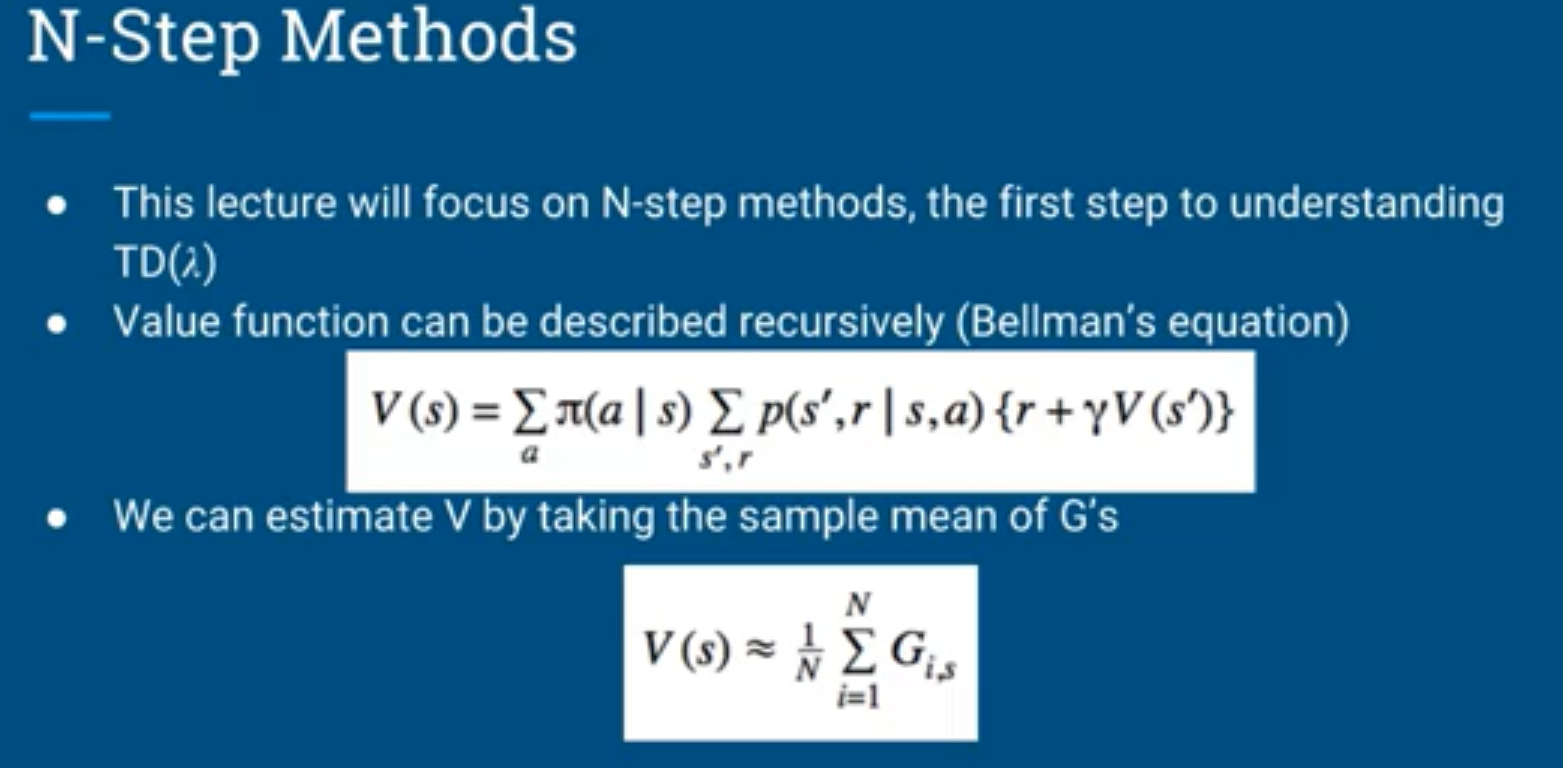 N-Step Methods
● This lecture will focus on N-step methods, the first step to understanding
TD(λ)
● Value function can be described recursively (Bellman's equation)
V(s) = ∑_a π(a | s) ∑_{s′,r} p(s′,r | s,a) {r + γV(s′)}
● We can estimate V by taking the sample mean of G's
V(s) ≈ 1/N ∑_{i=1}^{N} G_{i,s}